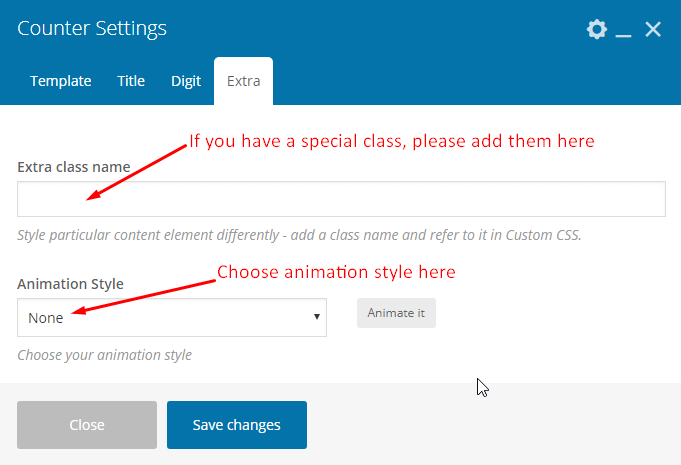 Counter Settings
Template Title Digit Extra
If you have a special class, please add them here
Extra class name
Style particular content element differently - add a class name and refer to it in Custom CSS.
Choose animation style here
Animation Style
None Animate it
Choose your animation style
Close Save changes